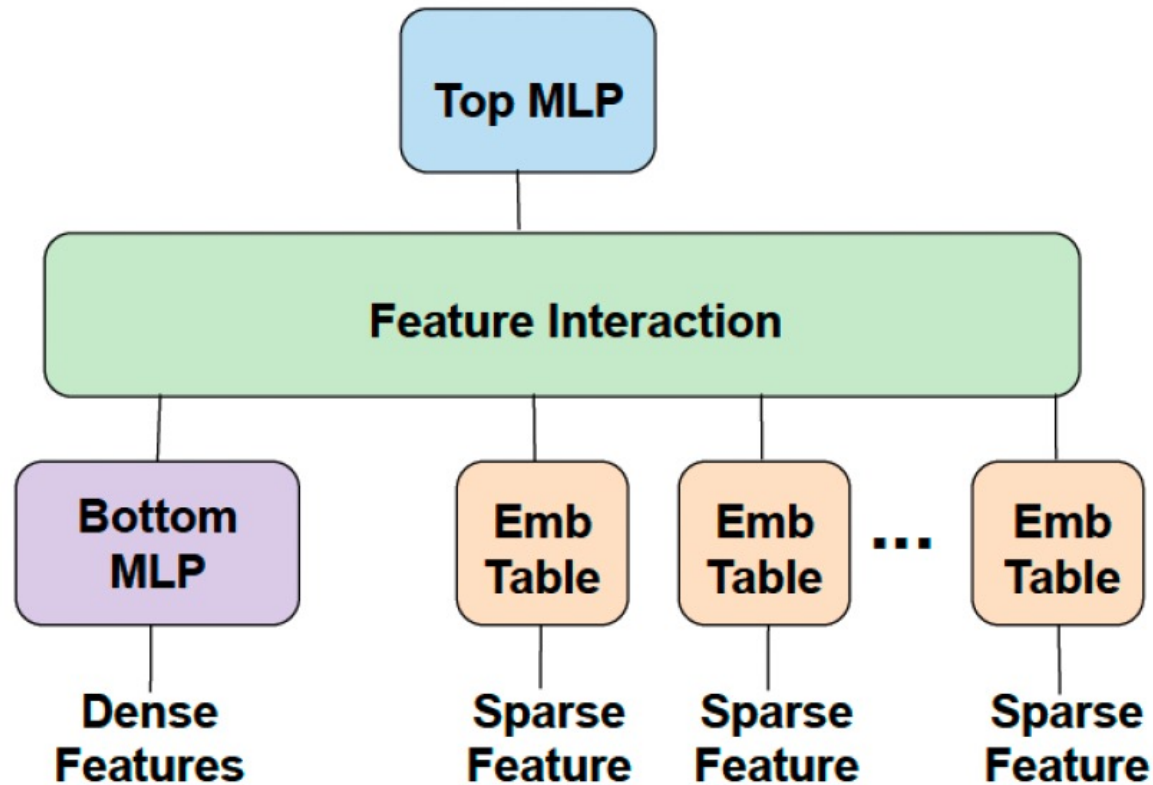 Top MLP
Feature Interaction
Bottom
MLP
Emb
Table
Emb
Table
...
Emb
Table
Dense
Features
Sparse
Feature
Sparse
Feature
Sparse
Feature